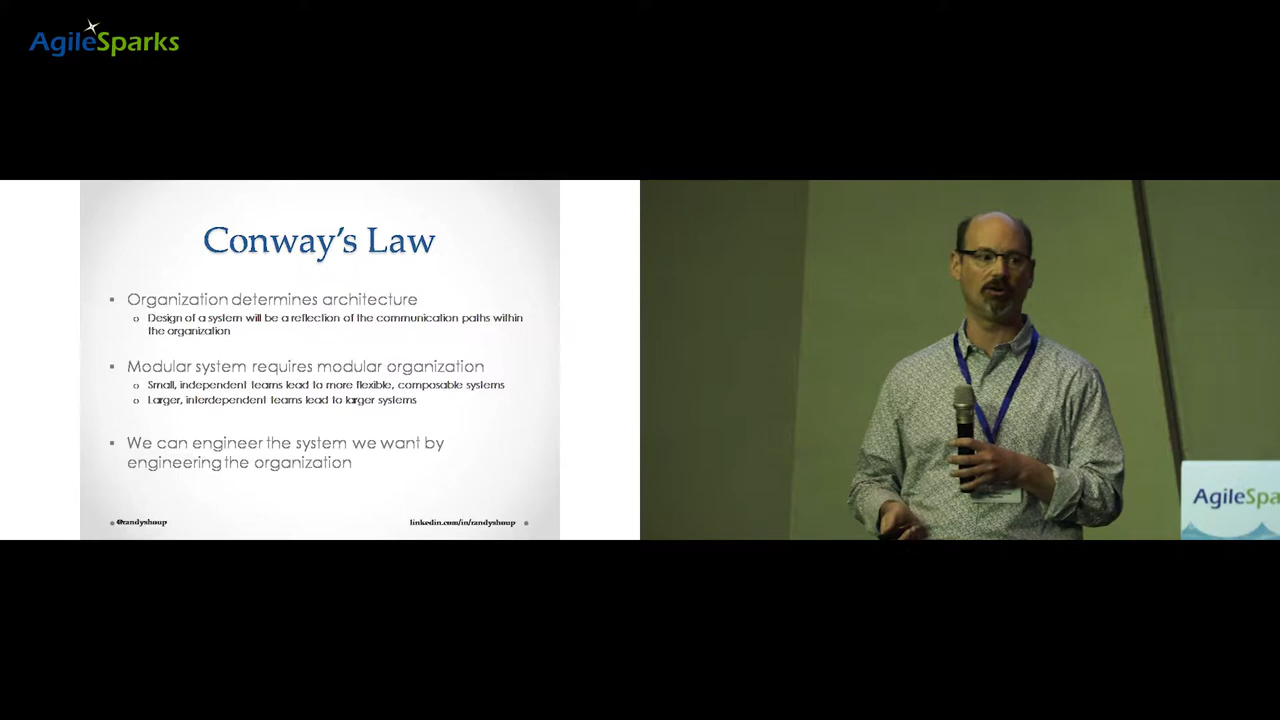 AgileSparks
Conway's Law
Organization determines architecture
Design of a system will be a reflection of the communication paths within
the organization
Modular system requires modular organization
Small, independent teams lead to more flexible, composable systems
Larger, interdependent teams lead to larger systems
We can engineer the system we want by
engineering the organization
@randyshoup
linkedin.com/in/randyshoup
AgileSpa